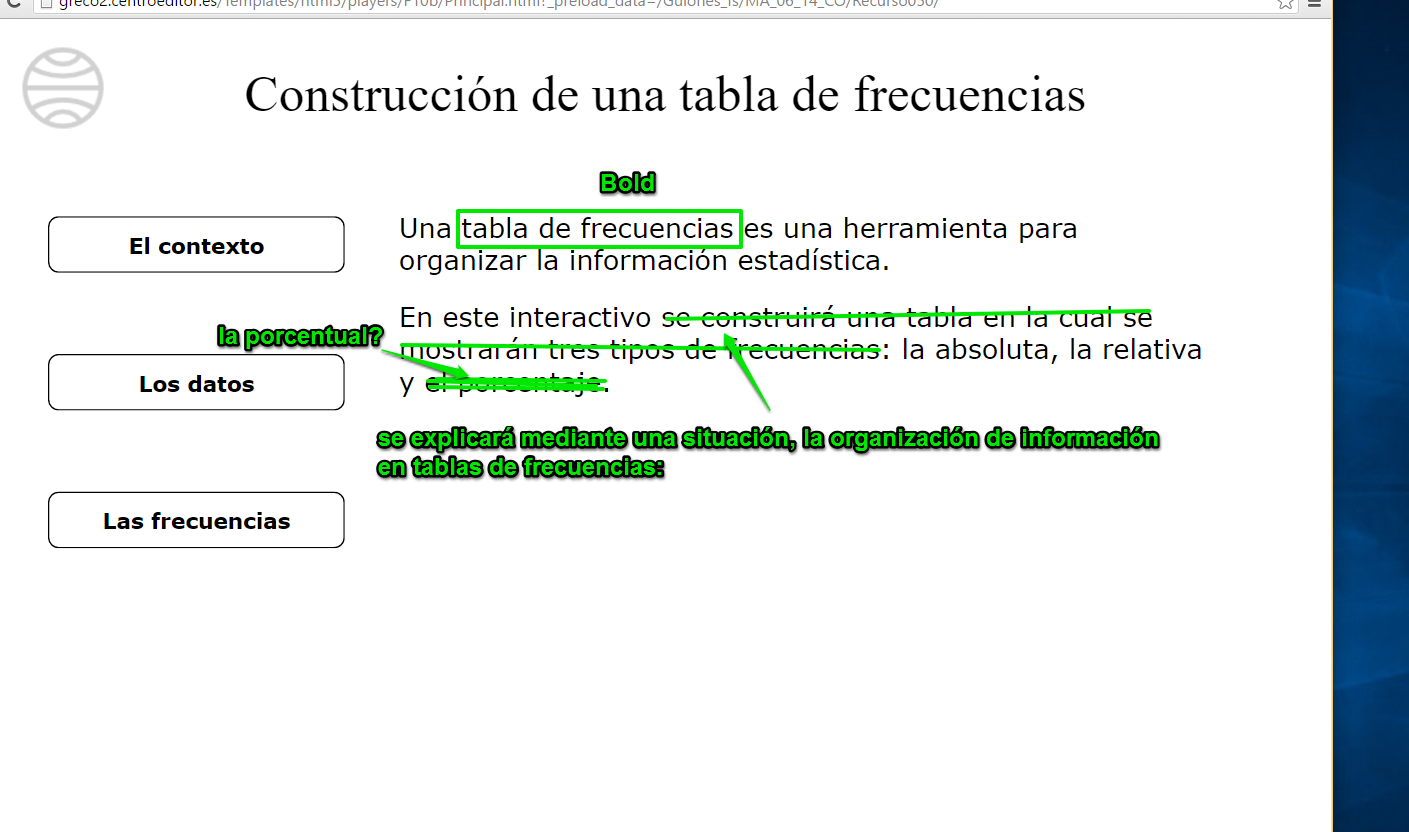 greco2.centroeditor.es/Templates/html5/players/F10b/Principal.html?_preload_data=/Guiones_ls/MA_06_14_CO/Recurso050/
Construcción de una tabla de frecuencias
Bold
El contexto
Una tabla de frecuencias es una herramienta para
organizar la información estadística.
En este interactivo se construirá una tabla en la cual se
la porcentual?
mostrarán tres tipos de frecuencias: la absoluta, la relativa
Los datos
y el porcentaje.
se explicará mediante una situación, la organización de información
en tablas de frecuencias:
Las frecuencias